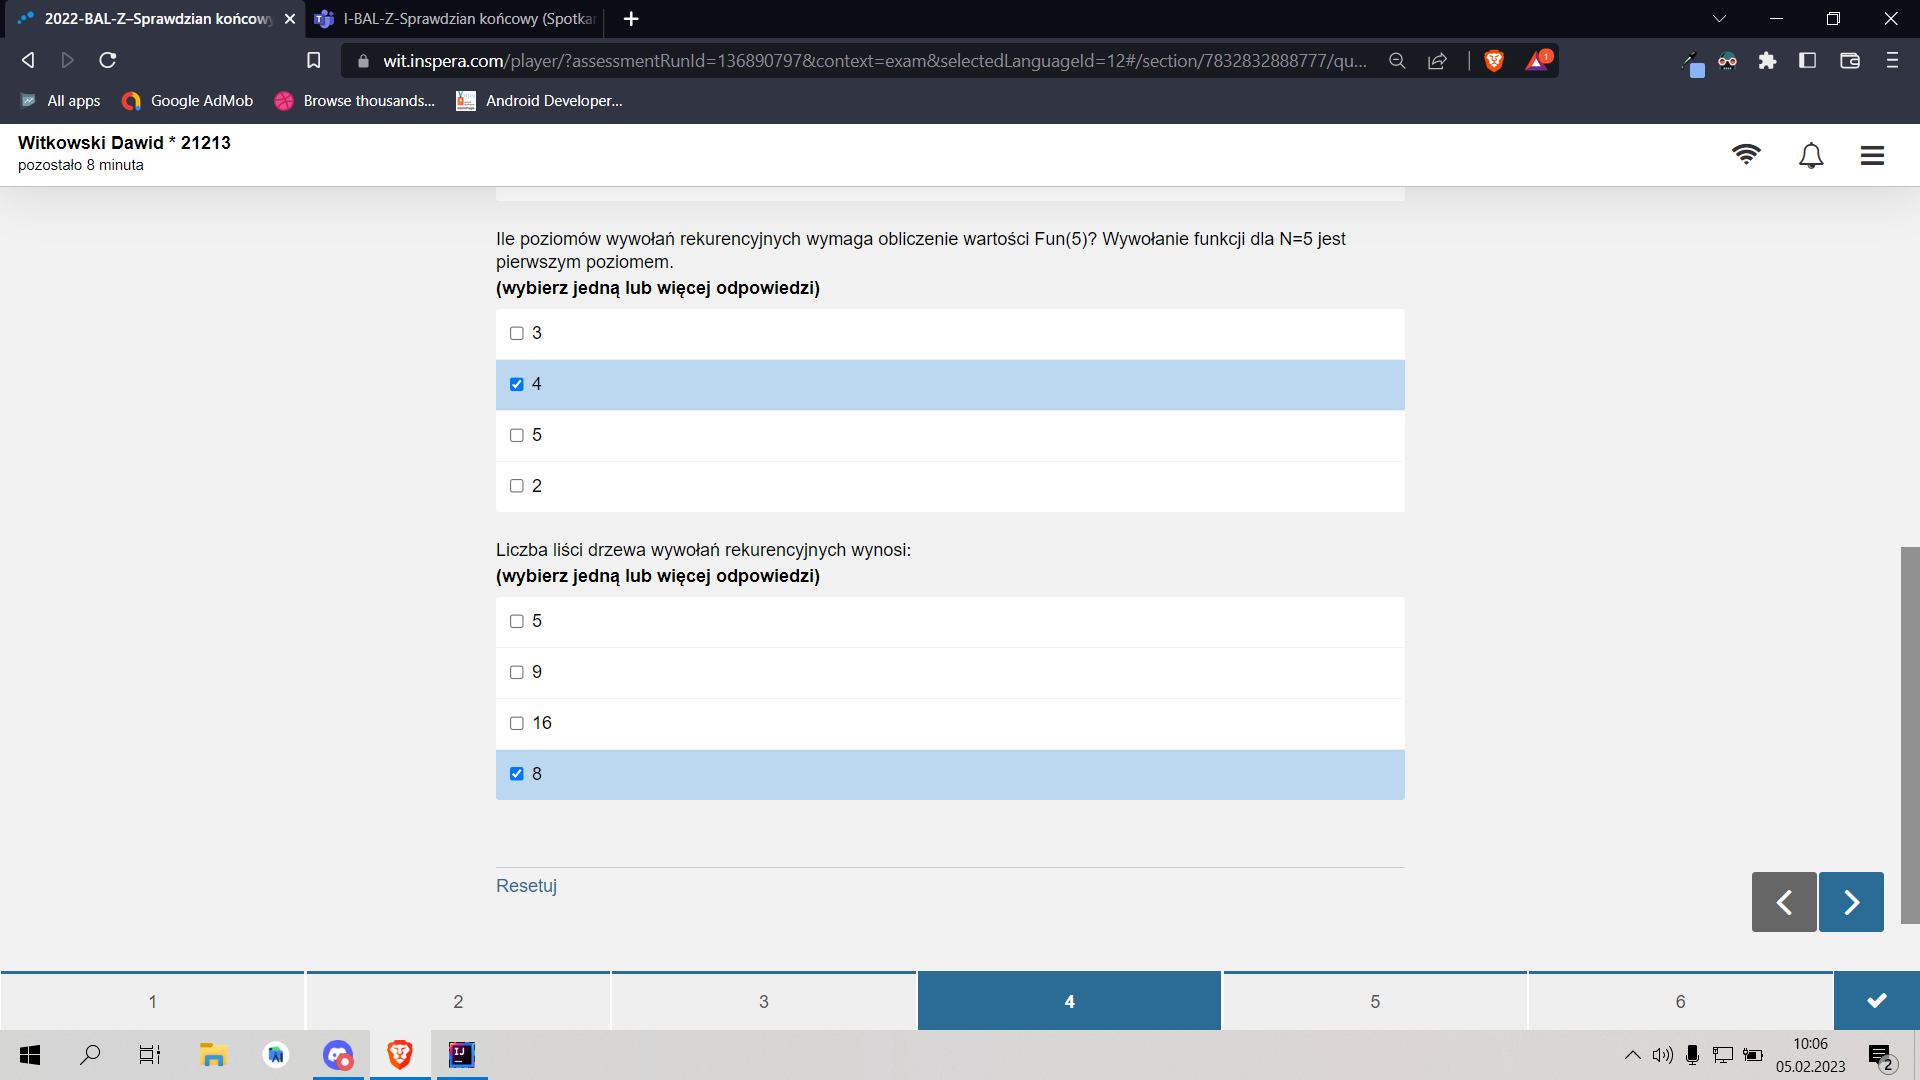 2022-BAL-Z–Sprawdzian końcowy
I-BAL-Z-Sprawdzian końcowy (Spotkan
wit.inspera.com/player/?assessmentRunId=136890797&context=exam&selectedLanguageId=12#/section/7832832888777/qu...
1
All apps
Google AdMob
Browse thousands...
Android Developer...
Witkowski Dawid * 21213
pozostało 8 minuta
Ile poziomów wywołań rekurencyjnych wymaga obliczenie wartości Fun(5)? Wywołanie funkcji dla N=5 jest
pierwszym poziomem.
(wybierz jedną lub więcej odpowiedzi)
3
4
5
2
Liczba liści drzewa wywołań rekurencyjnych wynosi:
(wybierz jedną lub więcej odpowiedzi)
5
9
16
8
Resetuj
1
2
3
4
5
6
IJ
10:06
05.02.2023
2